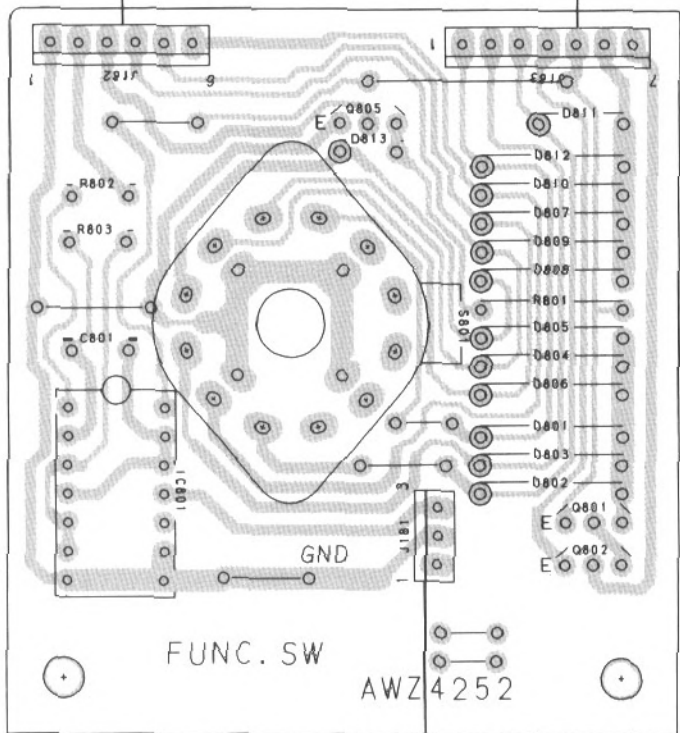 1 J182 6
1 J183 7
E Q805
D813
D811
D812
D810
D807
D809
D808
R801
D805
D804
D806
D801
D803
D802
R802
R803
C801
S801
IC801
3
J181
1
E Q801
E Q802
GND
FUNC. SW
AWZ4252